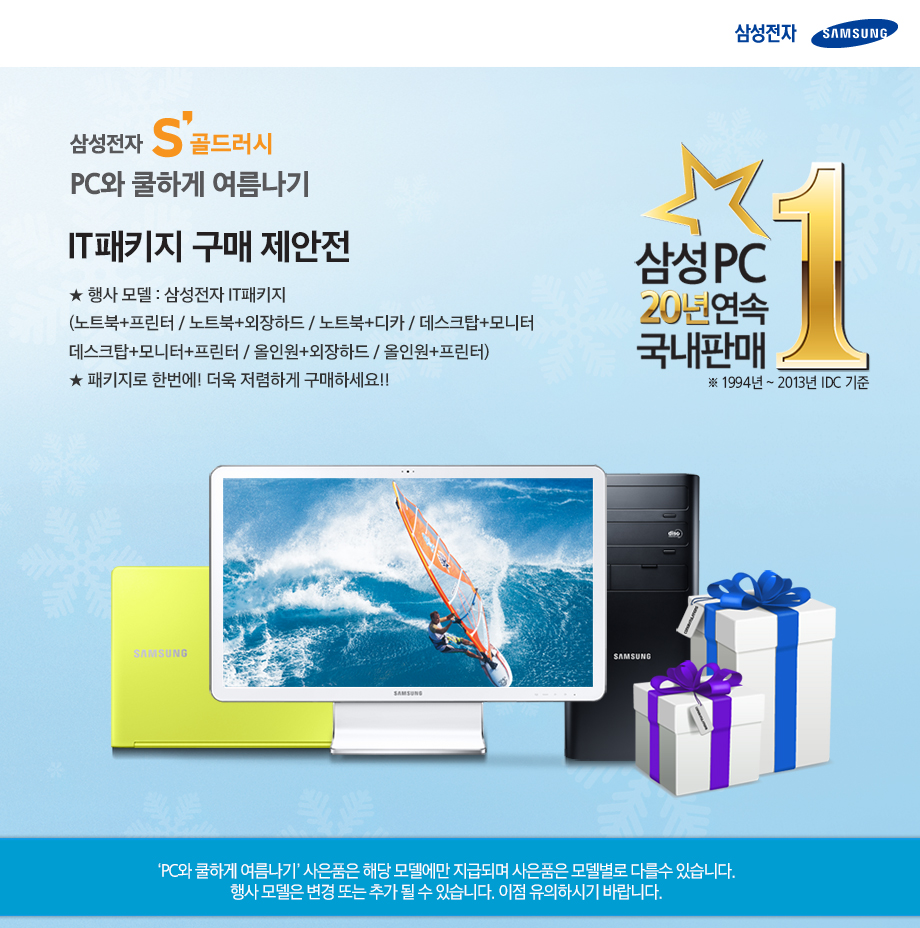 삼성전자 SAMSUNG
삼성전자 S' 골드러시
PC와 쿨하게 여름나기
IT패키지 구매 제안전
★ 행사 모델 : 삼성전자 IT패키지
(노트북+프린터 / 노트북+외장하드 / 노트북+디카 / 데스크탑+모니터
데스크탑+모니터+프린터 / 올인원+외장하드 / 올인원+프린터)
★ 패키지로 한번에! 더욱 저렴하게 구매하세요!!
삼성 PC
20년연속
국내판매
1
※ 1994년 ~ 2013년 IDC 기준
SAMSUNG
SAMSUNG
SAMSUNG
disc
'PC와 쿨하게 여름나기' 사은품은 해당 모델에만 지급되며 사은품은 모델별로 다를수 있습니다.
행사 모델은 변경 또는 추가 될 수 있습니다. 이점 유의하시기 바랍니다.